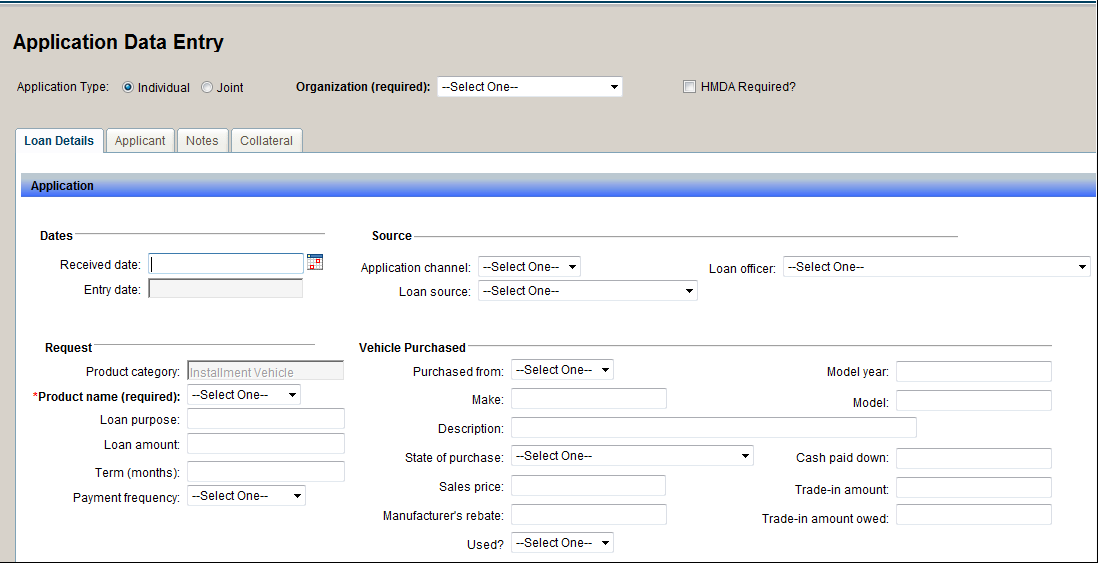 Application Data Entry
Application Type: Individual Joint Organization (required): --Select One-- HMDA Required?
Loan Details Applicant Notes Collateral
Application
Dates Source
Received date: Application channel: --Select One-- Loan officer: --Select One--
Entry date: Loan source: --Select One--
Request Vehicle Purchased
Product category: Installment Vehicle Purchased from: --Select One-- Model year:
*Product name (required): --Select One-- Make: Model:
Loan purpose: Description:
Loan amount: State of purchase: --Select One-- Cash paid down:
Term (months): Sales price: Trade-in amount:
Payment frequency: --Select One-- Manufacturer's rebate: Trade-in amount owed:
Used? --Select One--